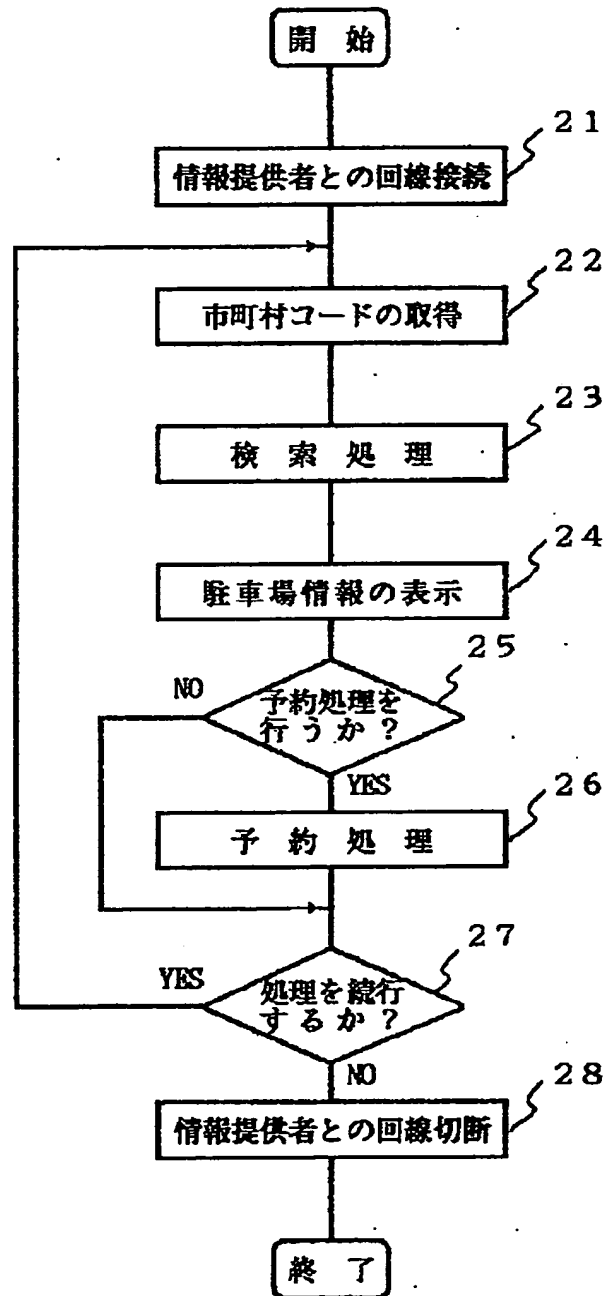 開 始
21
情報提供者との回線接続
22
市町村コードの取得
23
検 索 処 理
24
駐車場情報の表示
25
NO
予約処理を
行うか?
YES
26
予 約 処 理
27
YES
処理を続行
するか?
NO
28
情報提供者との回線切断
終 了